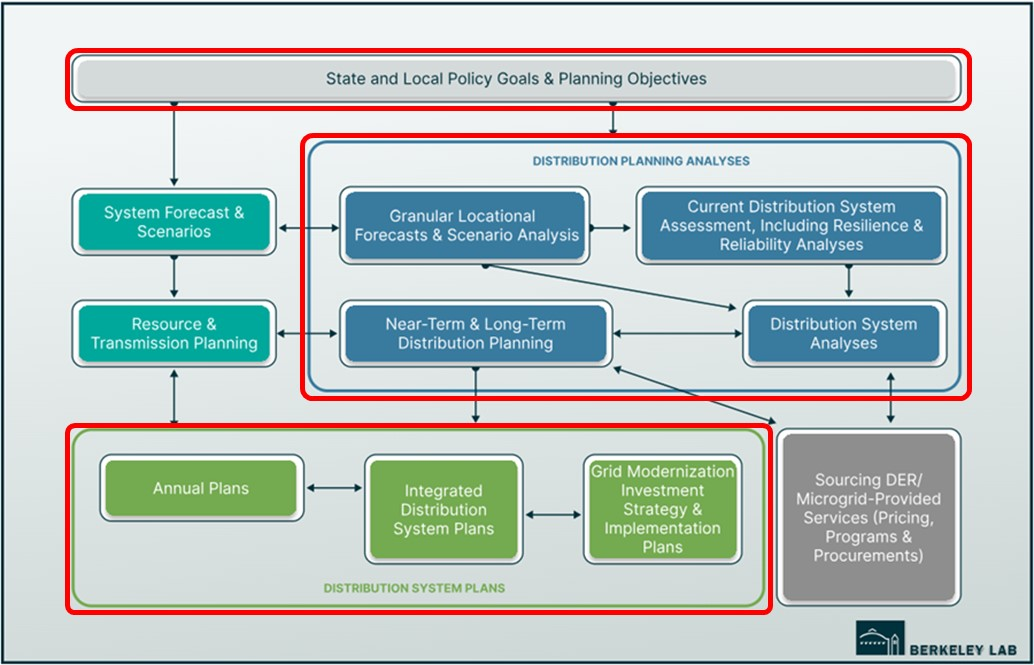 State and Local Policy Goals & Planning Objectives
DISTRIBUTION PLANNING ANALYSES
System Forecast &
Scenarios
Granular Locational
Forecasts & Scenario Analysis
Current Distribution System
Assessment, Including Resilience &
Reliability Analyses
Resource &
Transmission Planning
Near-Term & Long-Term
Distribution Planning
Distribution System
Analyses
Annual Plans
Integrated
Distribution
System Plans
Grid Modernization
Investment
Strategy &
Implementation
Plans
Sourcing DER/
Microgrid-Provided
Services (Pricing,
Programs &
Procurements)
DISTRIBUTION SYSTEM PLANS
BERKELEY LAB